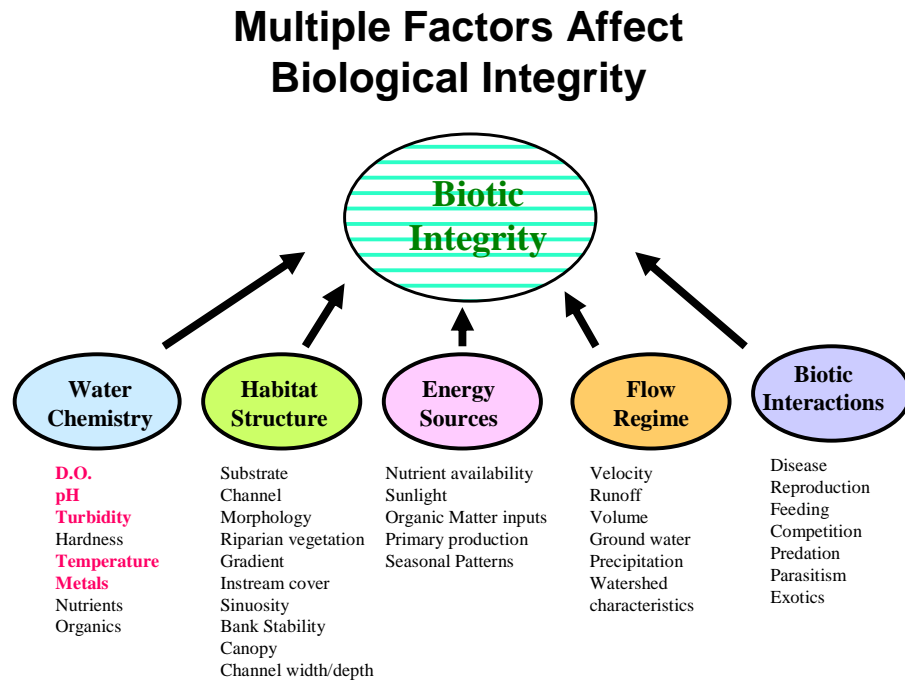 Multiple Factors Affect
Biological Integrity
Biotic
Integrity
Water
Chemistry
Habitat
Structure
Energy
Sources
Flow
Regime
Biotic
Interactions
D.O.
pH
Turbidity
Hardness
Temperature
Metals
Nutrients
Organics
Substrate
Channel
Morphology
Riparian vegetation
Gradient
Instream cover
Sinuosity
Bank Stability
Canopy
Channel width/depth
Nutrient availability
Sunlight
Organic Matter inputs
Primary production
Seasonal Patterns
Velocity
Runoff
Volume
Ground water
Precipitation
Watershed
characteristics
Disease
Reproduction
Feeding
Competition
Predation
Parasitism
Exotics